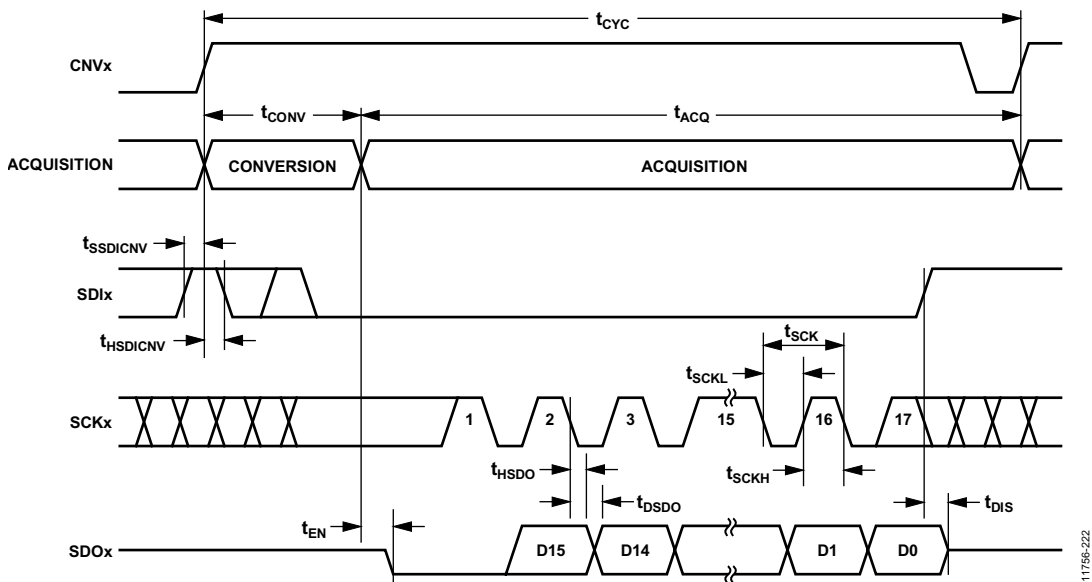 tCYC
CNVx
tCONV
tACQ
ACQUISITION
CONVERSION
ACQUISITION
tSSDICNV
SDIx
tHSDICNV
tSCK
tSCKL
SCKx
1
2
3
15
16
17
tHSDO
tDSDO
tSCKH
tEN
tDIS
SDOx
D15
D14
D1
D0
11756-222